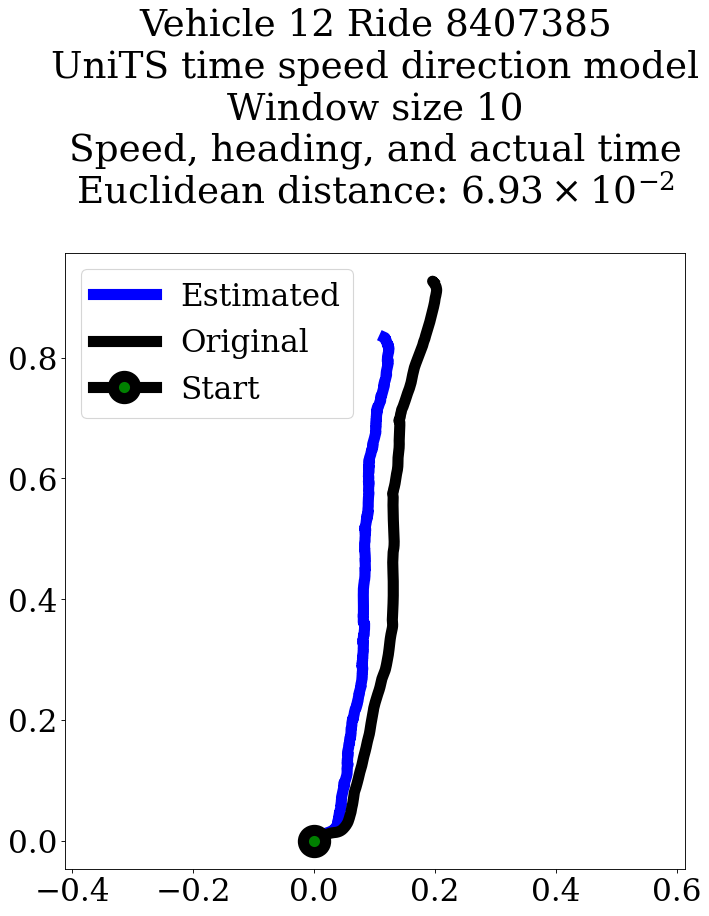 Vehicle 12 Ride 8407385
UniTS time speed direction model
Window size 10
Speed, heading, and actual time
Euclidean distance: 6.93 × 10⁻²
Estimated
Original
Start
0.8
0.6
0.4
0.2
0.0
−0.4 −0.2 0.0 0.2 0.4 0.6